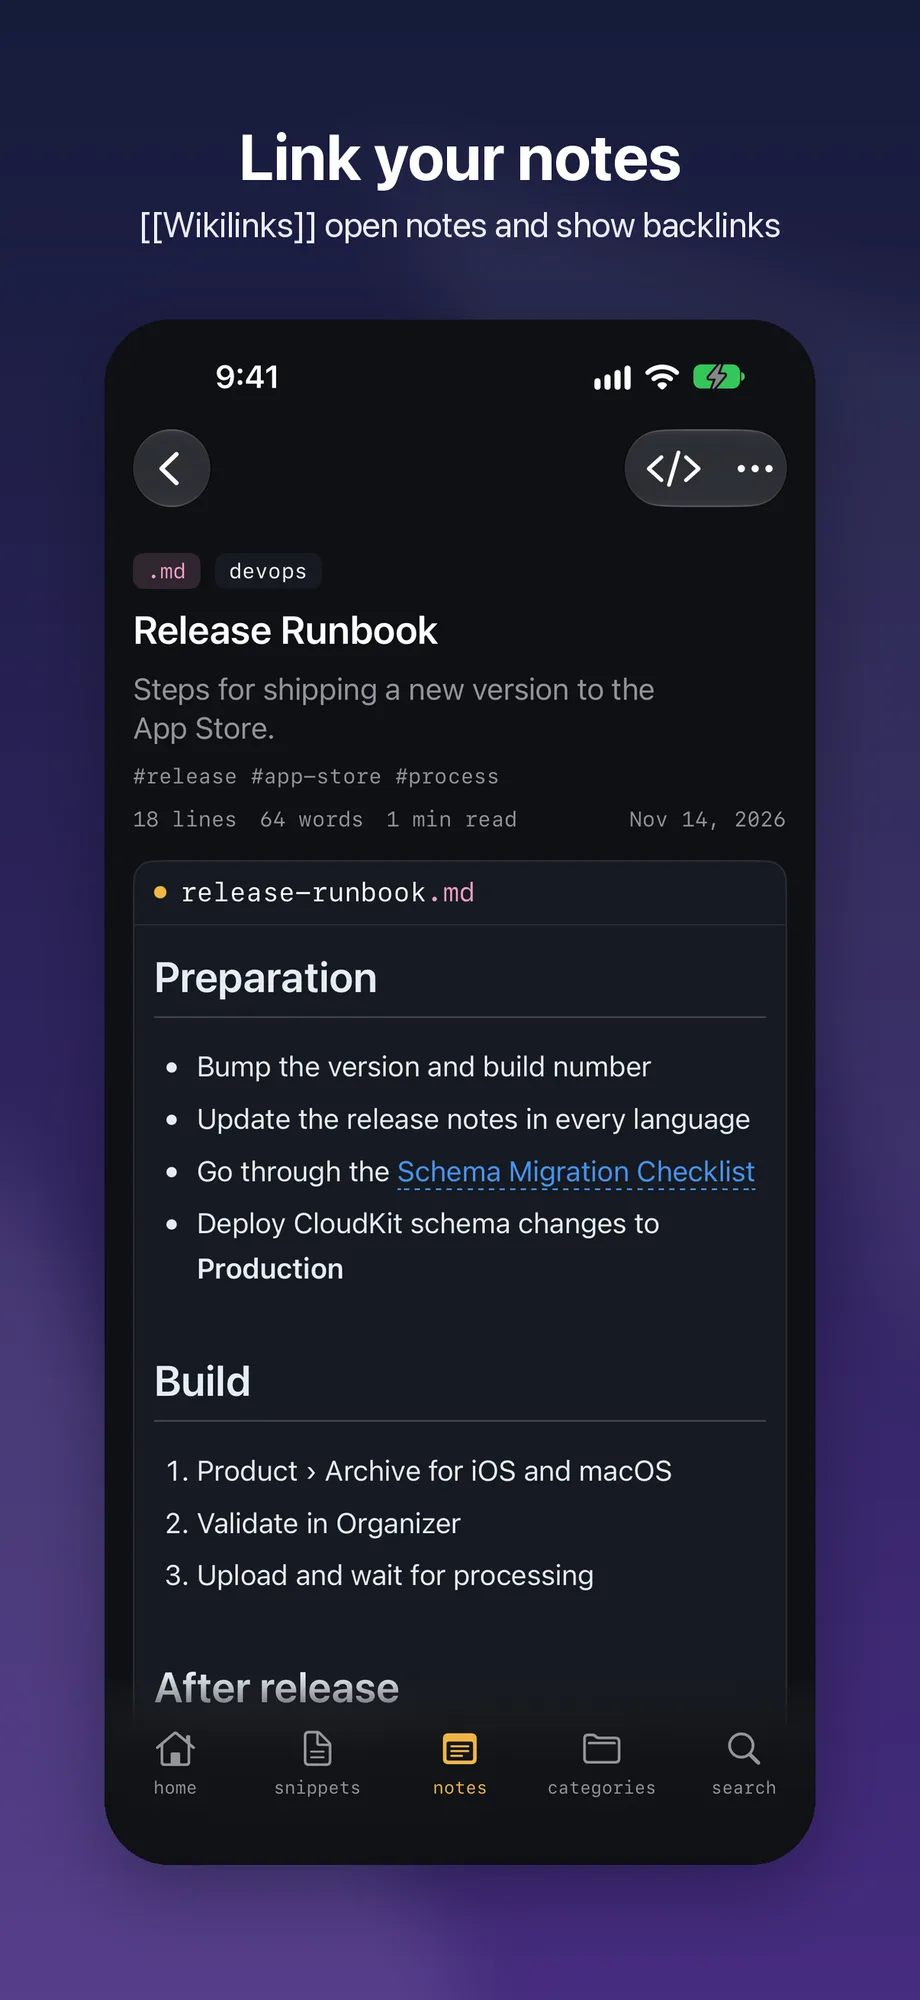 Link your notes
[[Wikilinks]] open notes and show backlinks
9:41
</>
.md devops
Release Runbook
Steps for shipping a new version to the
App Store.
#release #app-store #process
18 lines 64 words 1 min read Nov 14, 2026
release-runbook.md
Preparation
• Bump the version and build number
• Update the release notes in every language
• Go through the Schema Migration Checklist
• Deploy CloudKit schema changes to
Production
Build
1. Product › Archive for iOS and macOS
2. Validate in Organizer
3. Upload and wait for processing
After release
home snippets notes categories search